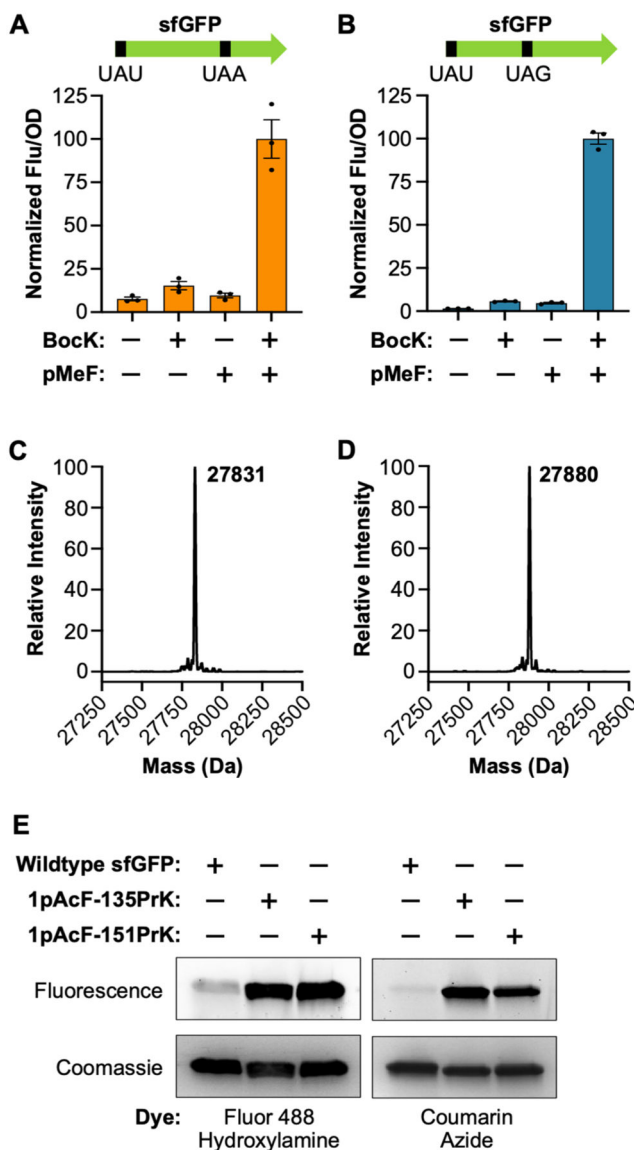 A
sfGFP
UAU UAA
Normalized Flu/OD
125
100
75
50
25
0
BocK: − + − +
pMeF: − − + +
B
sfGFP
UAU UAG
Normalized Flu/OD
125
100
75
50
25
0
BocK: − + − +
pMeF: − − + +
C
Relative Intensity
100
80
60
40
20
0
27831
27250 27500 27750 28000 28250 28500
Mass (Da)
D
Relative Intensity
100
80
60
40
20
0
27880
27250 27500 27750 28000 28250 28500
Mass (Da)
E
Wildtype sfGFP: + − − + − −
1pAcF-135PrK: − + − − + −
1pAcF-151PrK: − − + − − +
Fluorescence
Coomassie
Dye: Fluor 488 Coumarin
Hydroxylamine Azide